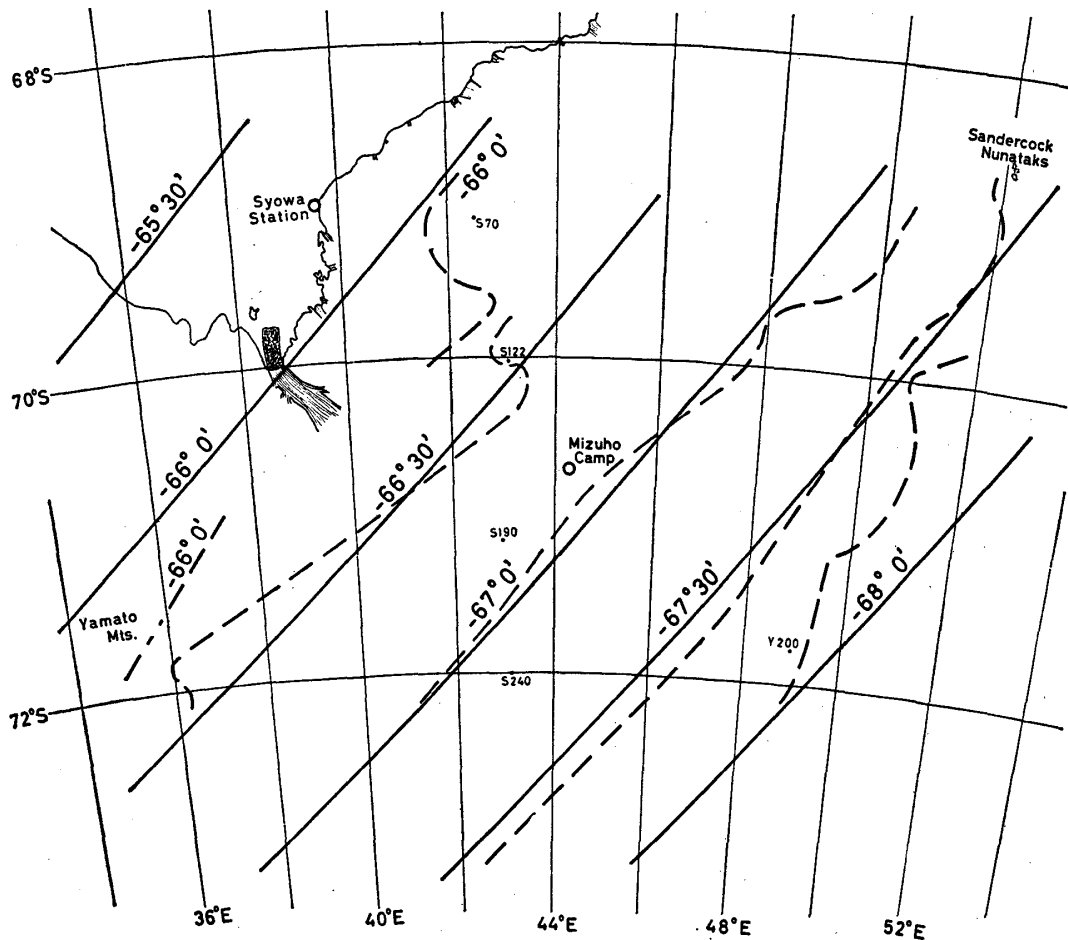 68°S
Sandercock
Nunataks
-66° 0'
-65° 30'
Syowa
Station
S70
S122
70°S
Mizuho
Camp
-66° 0'
-66° 30'
S190
-66° 0'
-67° 0'
-67° 30'
-68° 0'
Yamato
Mts.
Y200
S240
72°S
36°E
40°E
44°E
48°E
52°E